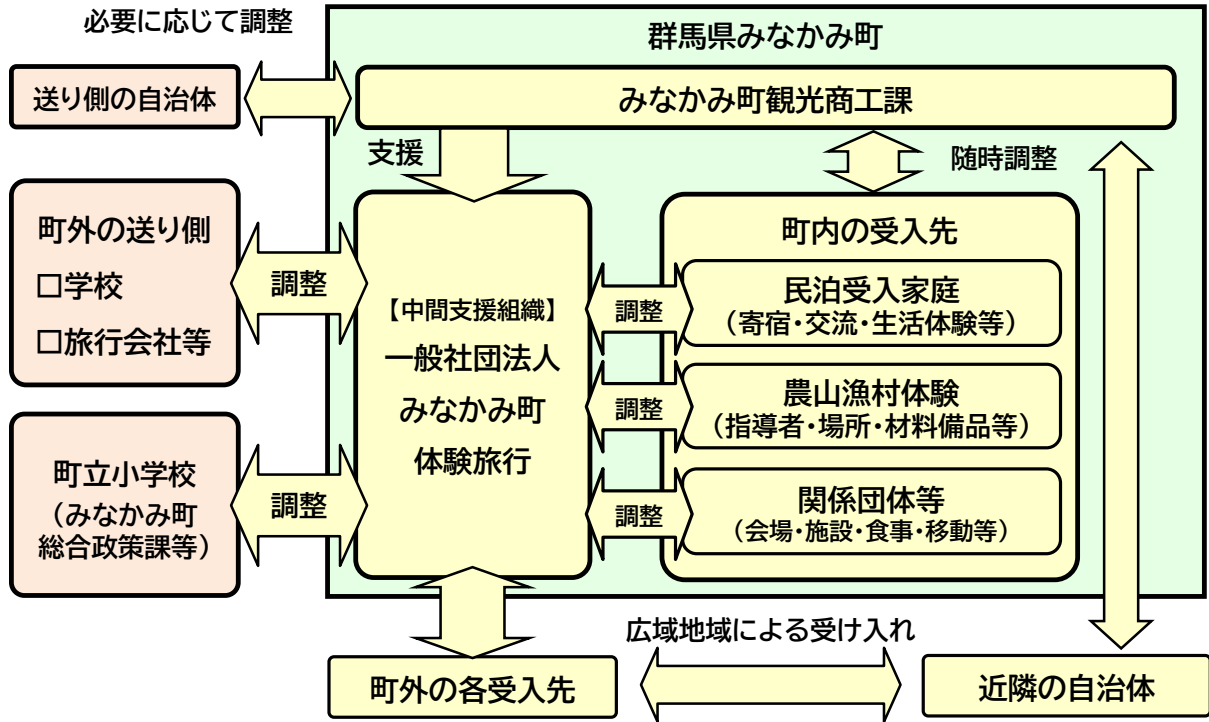 必要に応じて調整
群馬県みなかみ町
送り側の自治体
みなかみ町観光商工課
支援
随時調整
町外の送り側
□学校
□旅行会社等
調整
【中間支援組織】
一般社団法人
みなかみ町
体験旅行
町内の受入先
調整
民泊受入家庭
（寄宿・交流・生活体験等）
調整
農山漁村体験
（指導者・場所・材料備品等）
調整
関係団体等
（会場・施設・食事・移動等）
町立小学校
（みなかみ町
総合政策課等）
調整
広域地域による受け入れ
町外の各受入先
近隣の自治体